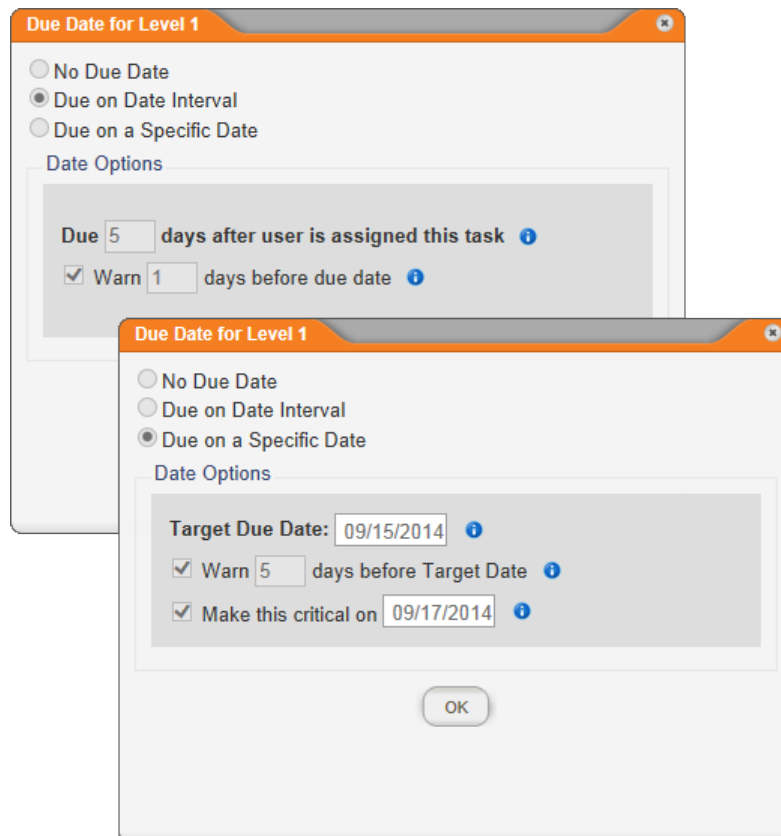 Due Date for Level 1
No Due Date
Due on Date Interval
Due on a Specific Date
Date Options
Due 5 days after user is assigned this task
Warn 1 days before due date
Due Date for Level 1
No Due Date
Due on Date Interval
Due on a Specific Date
Date Options
Target Due Date: 09/15/2014
Warn 5 days before Target Date
Make this critical on 09/17/2014
OK